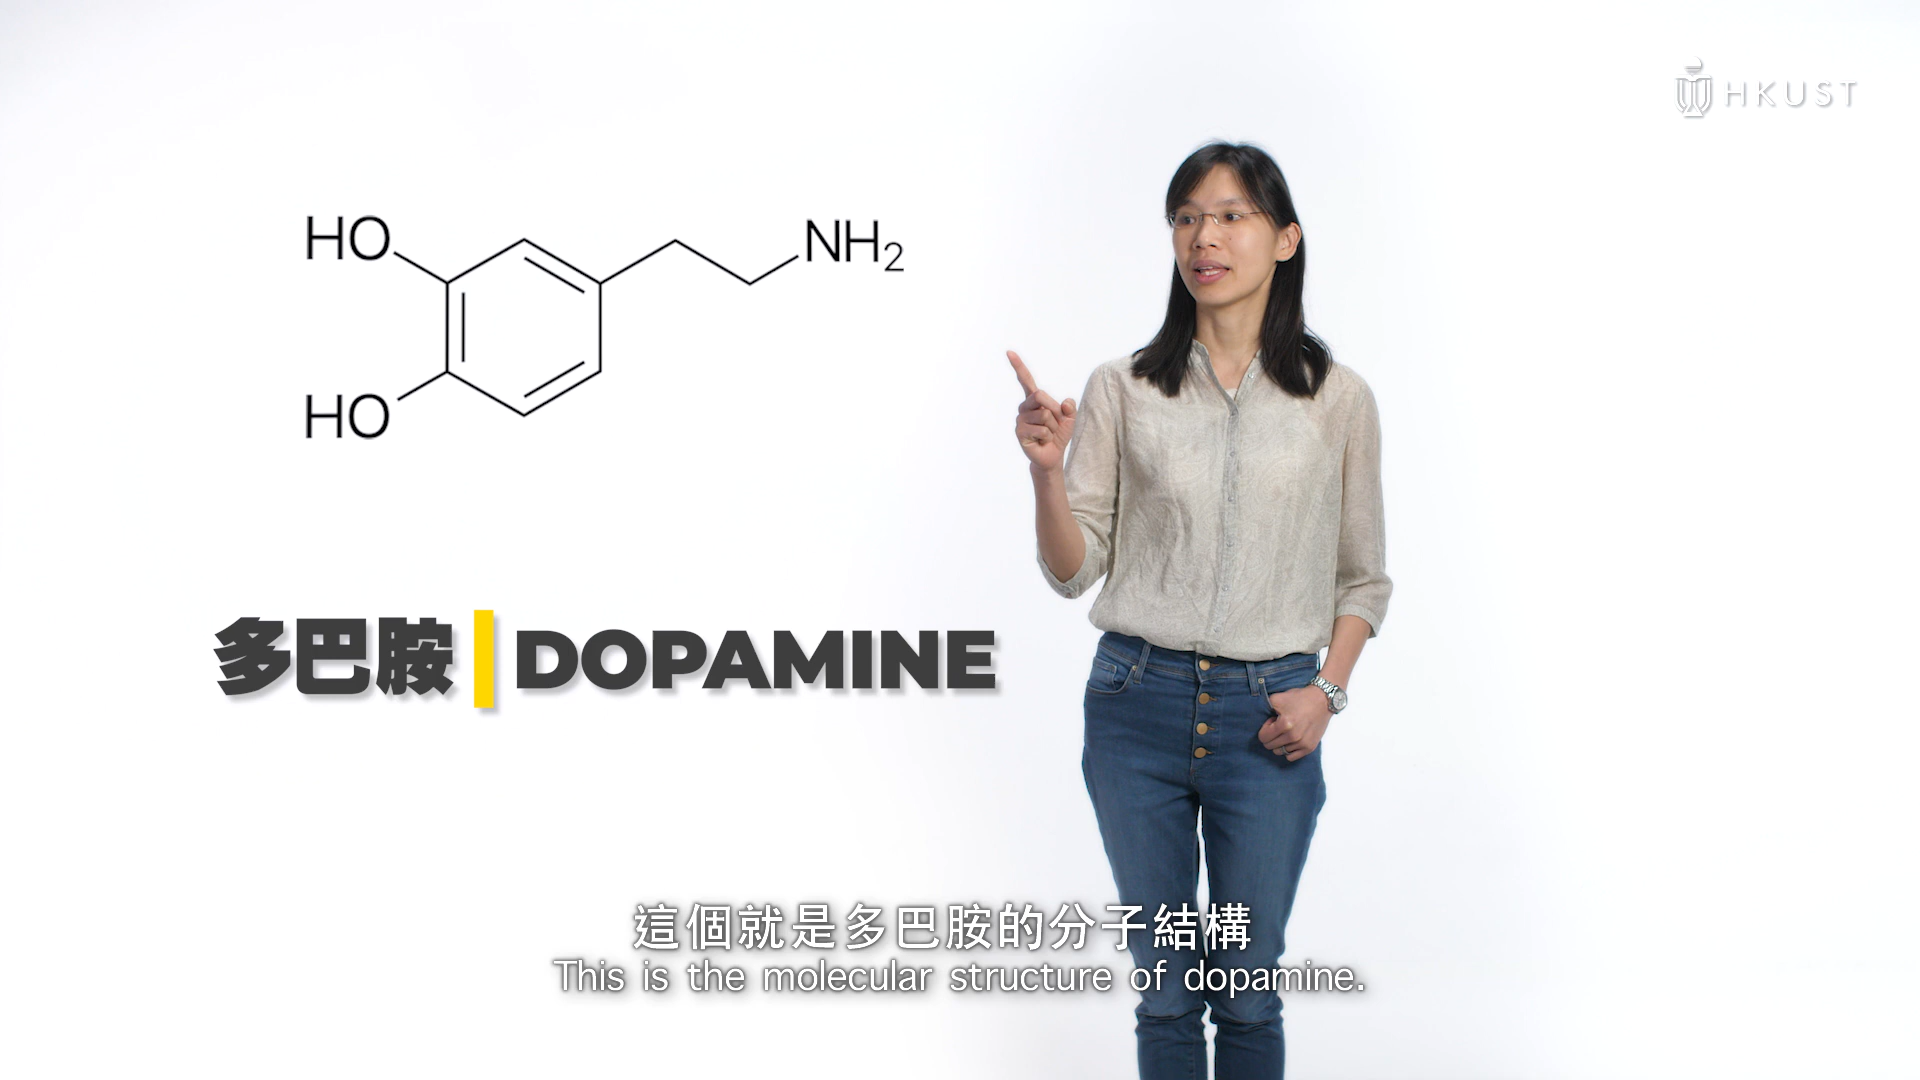 HKUST
HO
NH2
HO
多巴胺 | DOPAMINE
這個就是多巴胺的分子結構
This is the molecular structure of dopamine.